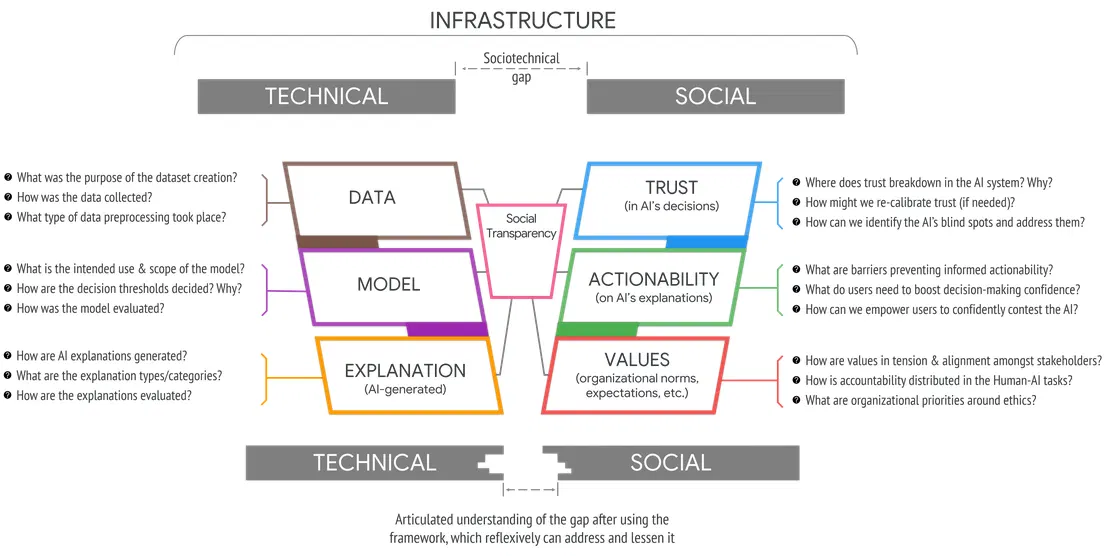 INFRASTRUCTURE
Sociotechnical
gap
TECHNICAL
SOCIAL
What was the purpose of the dataset creation?
How was the data collected?
What type of data preprocessing took place?
DATA
Social
Transparency
TRUST
(in AI's decisions)
Where does trust breakdown in the AI system? Why?
How might we re-calibrate trust (if needed)?
How can we identify the AI's blind spots and address them?
What is the intended use & scope of the model?
How are the decision thresholds decided? Why?
How was the model evaluated?
MODEL
ACTIONABILITY
(on AI's explanations)
What are barriers preventing informed actionability?
What do users need to boost decision-making confidence?
How can we empower users to confidently contest the AI?
How are AI explanations generated?
What are the explanation types/categories?
How are the explanations evaluated?
EXPLANATION
(AI-generated)
VALUES
(organizational norms,
expectations, etc.)
How are values in tension & alignment amongst stakeholders?
How is accountability distributed in the Human-AI tasks?
What are organizational priorities around ethics?
TECHNICAL
SOCIAL
Articulated understanding of the gap after using the
framework, which reflexively can address and lessen it